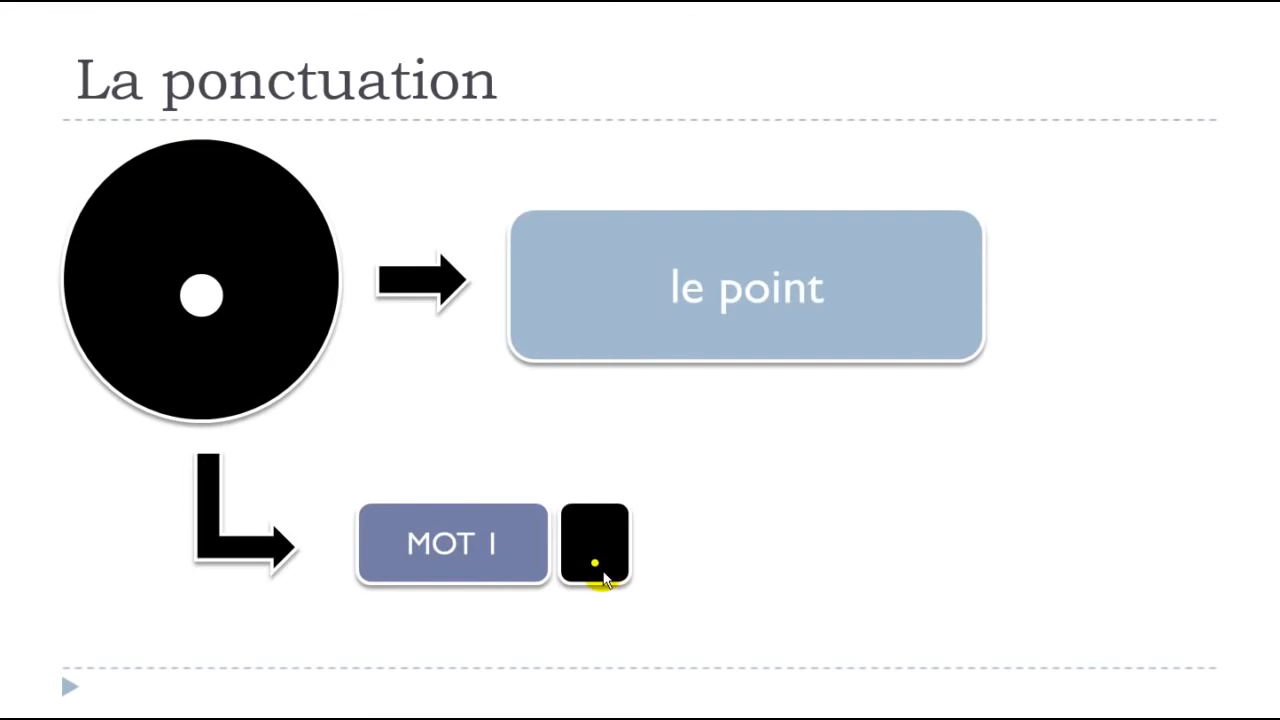 La ponctuation
.
le point
MOT 1
.